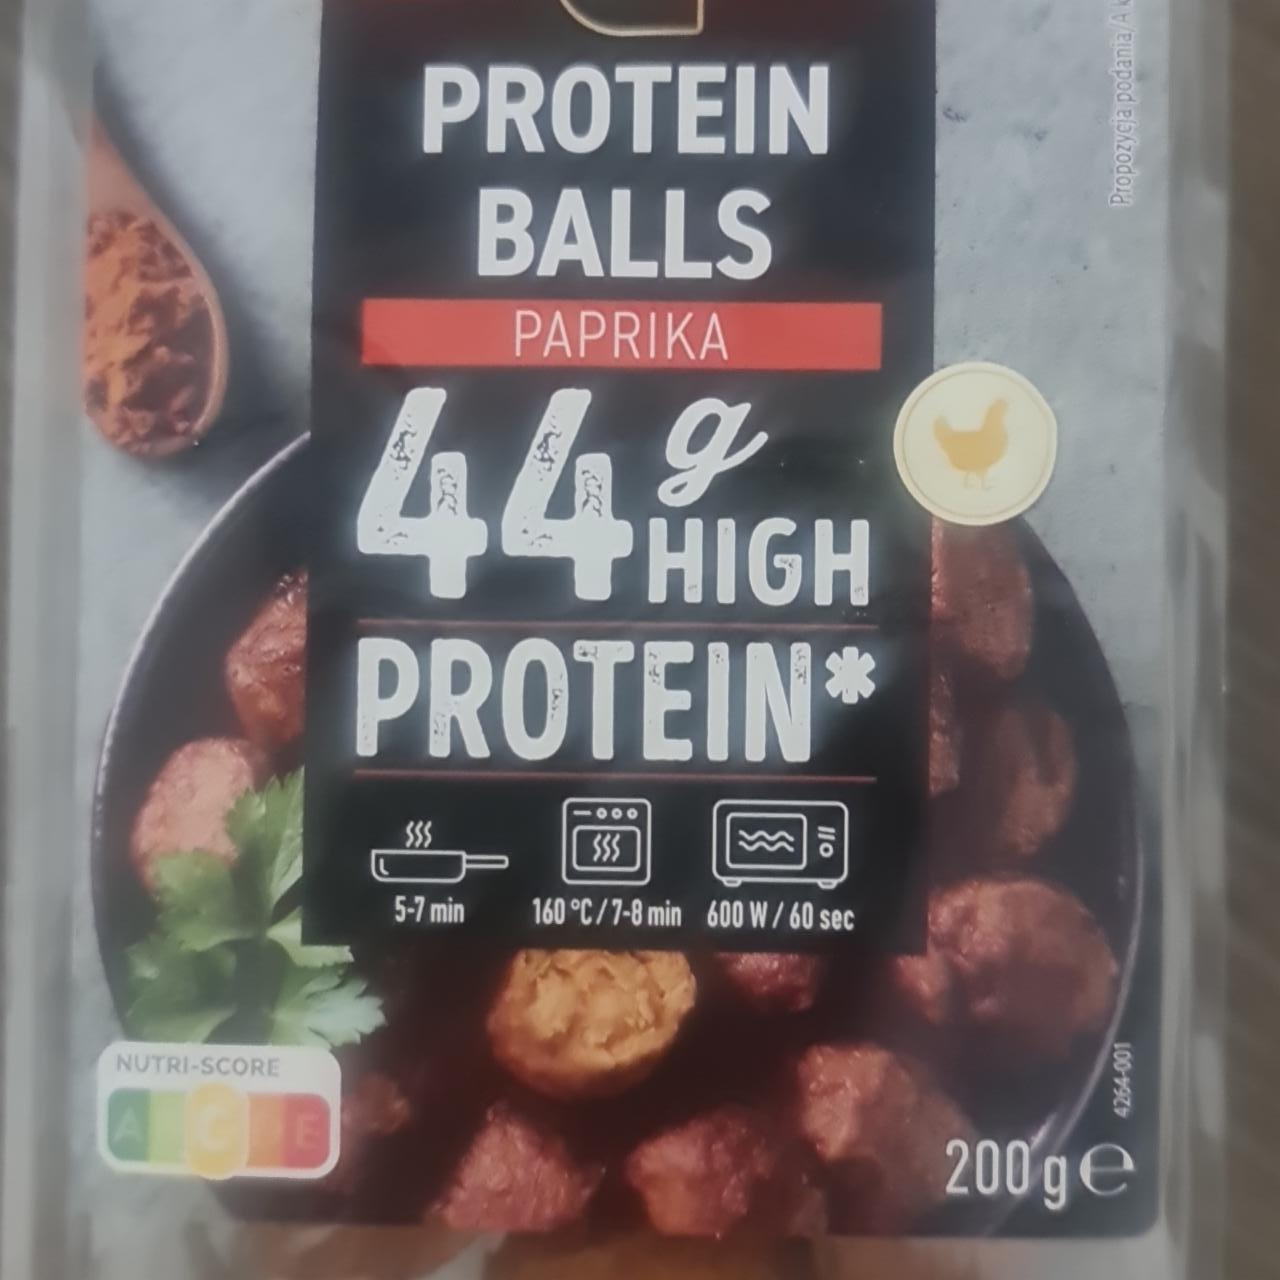 PROTEIN
BALLS
PAPRIKA
44g
HIGH
PROTEIN*
5-7 min
160 °C / 7-8 min
600 W / 60 sec
Propozycja podania/A
NUTRI-SCORE
A C D E
4264-001
200 g e